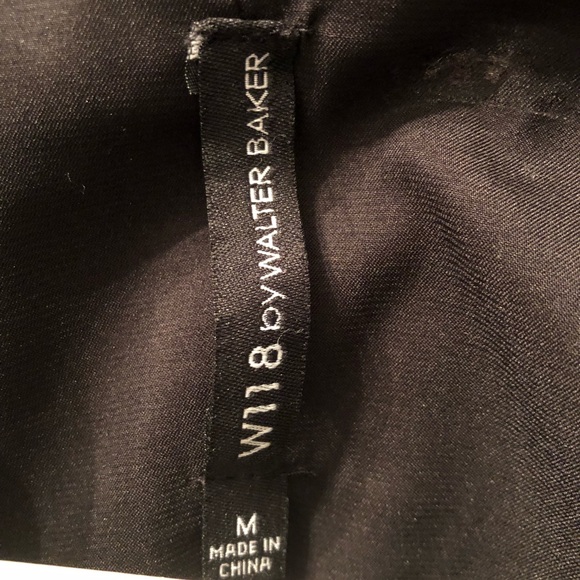 W118 by WALTER BAKER
M
MADE IN
CHINA